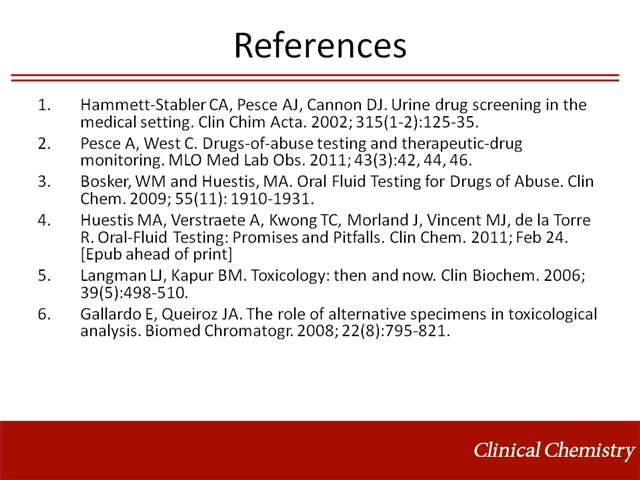 References
1. Hammett-Stabler CA, Pesce AJ, Cannon DJ. Urine drug screening in the
medical setting. Clin Chim Acta. 2002; 315(1-2):125-35.
2. Pesce A, West C. Drugs-of-abuse testing and therapeutic-drug
monitoring. MLO Med Lab Obs. 2011; 43(3):42, 44, 46.
3. Bosker, WM and Huestis, MA. Oral Fluid Testing for Drugs of Abuse. Clin
Chem. 2009; 55(11): 1910-1931.
4. Huestis MA, Verstraete A, Kwong TC, Morland J, Vincent MJ, de la Torre
R. Oral-Fluid Testing: Promises and Pitfalls. Clin Chem. 2011; Feb 24.
[Epub ahead of print]
5. Langman LJ, Kapur BM. Toxicology: then and now. Clin Biochem. 2006;
39(5):498-510.
6. Gallardo E, Queiroz JA. The role of alternative specimens in toxicological
analysis. Biomed Chromatogr. 2008; 22(8):795-821.
Clinical Chemistry